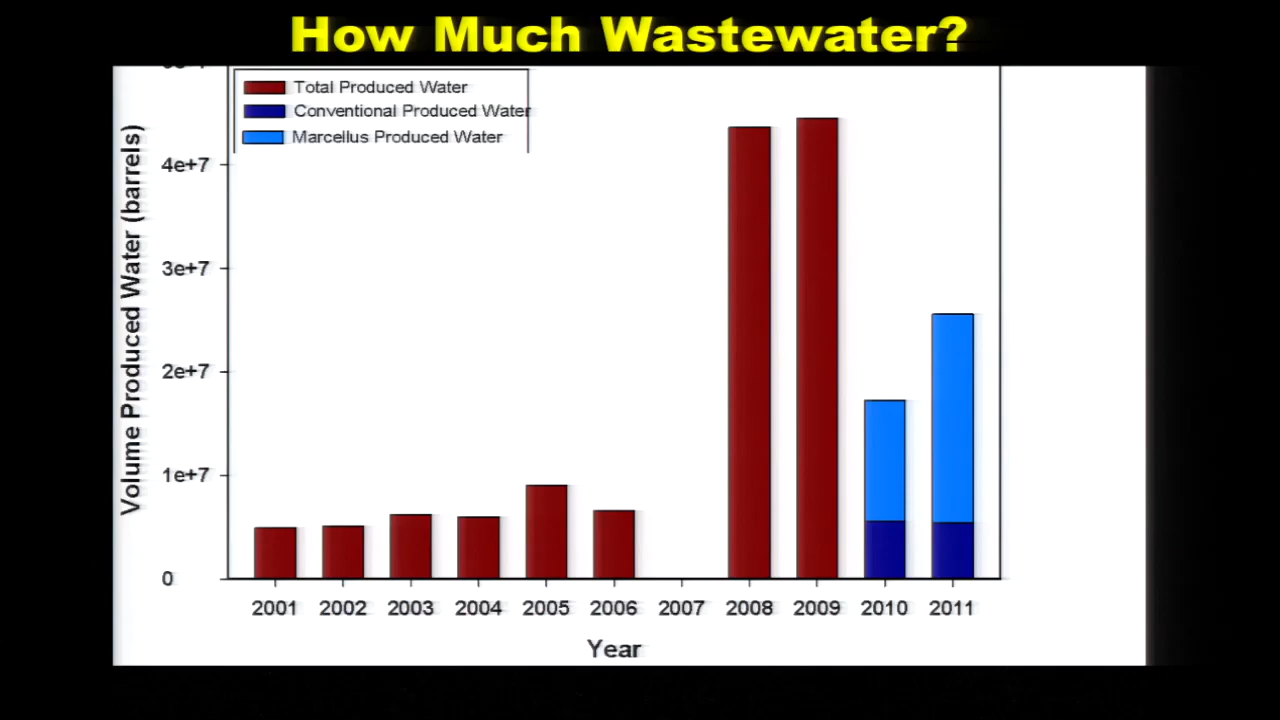 How Much Wastewater?
Total Produced Water
Conventional Produced Water
Marcellus Produced Water
Volume Produced Water (barrels)
4e+7
3e+7
2e+7
1e+7
0
2001 2002 2003 2004 2005 2006 2007 2008 2009 2010 2011
Year